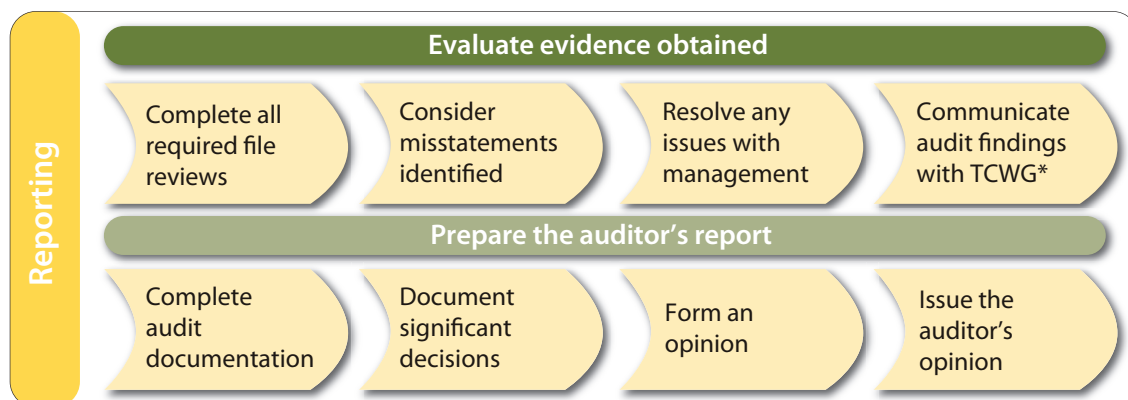 Reporting
Evaluate evidence obtained
Complete all
required file
reviews
Consider
misstatements
identified
Resolve any
issues with
management
Communicate
audit findings
with TCWG*
Prepare the auditor’s report
Complete
audit
documentation
Document
significant
decisions
Form an
opinion
Issue the
auditor’s
opinion